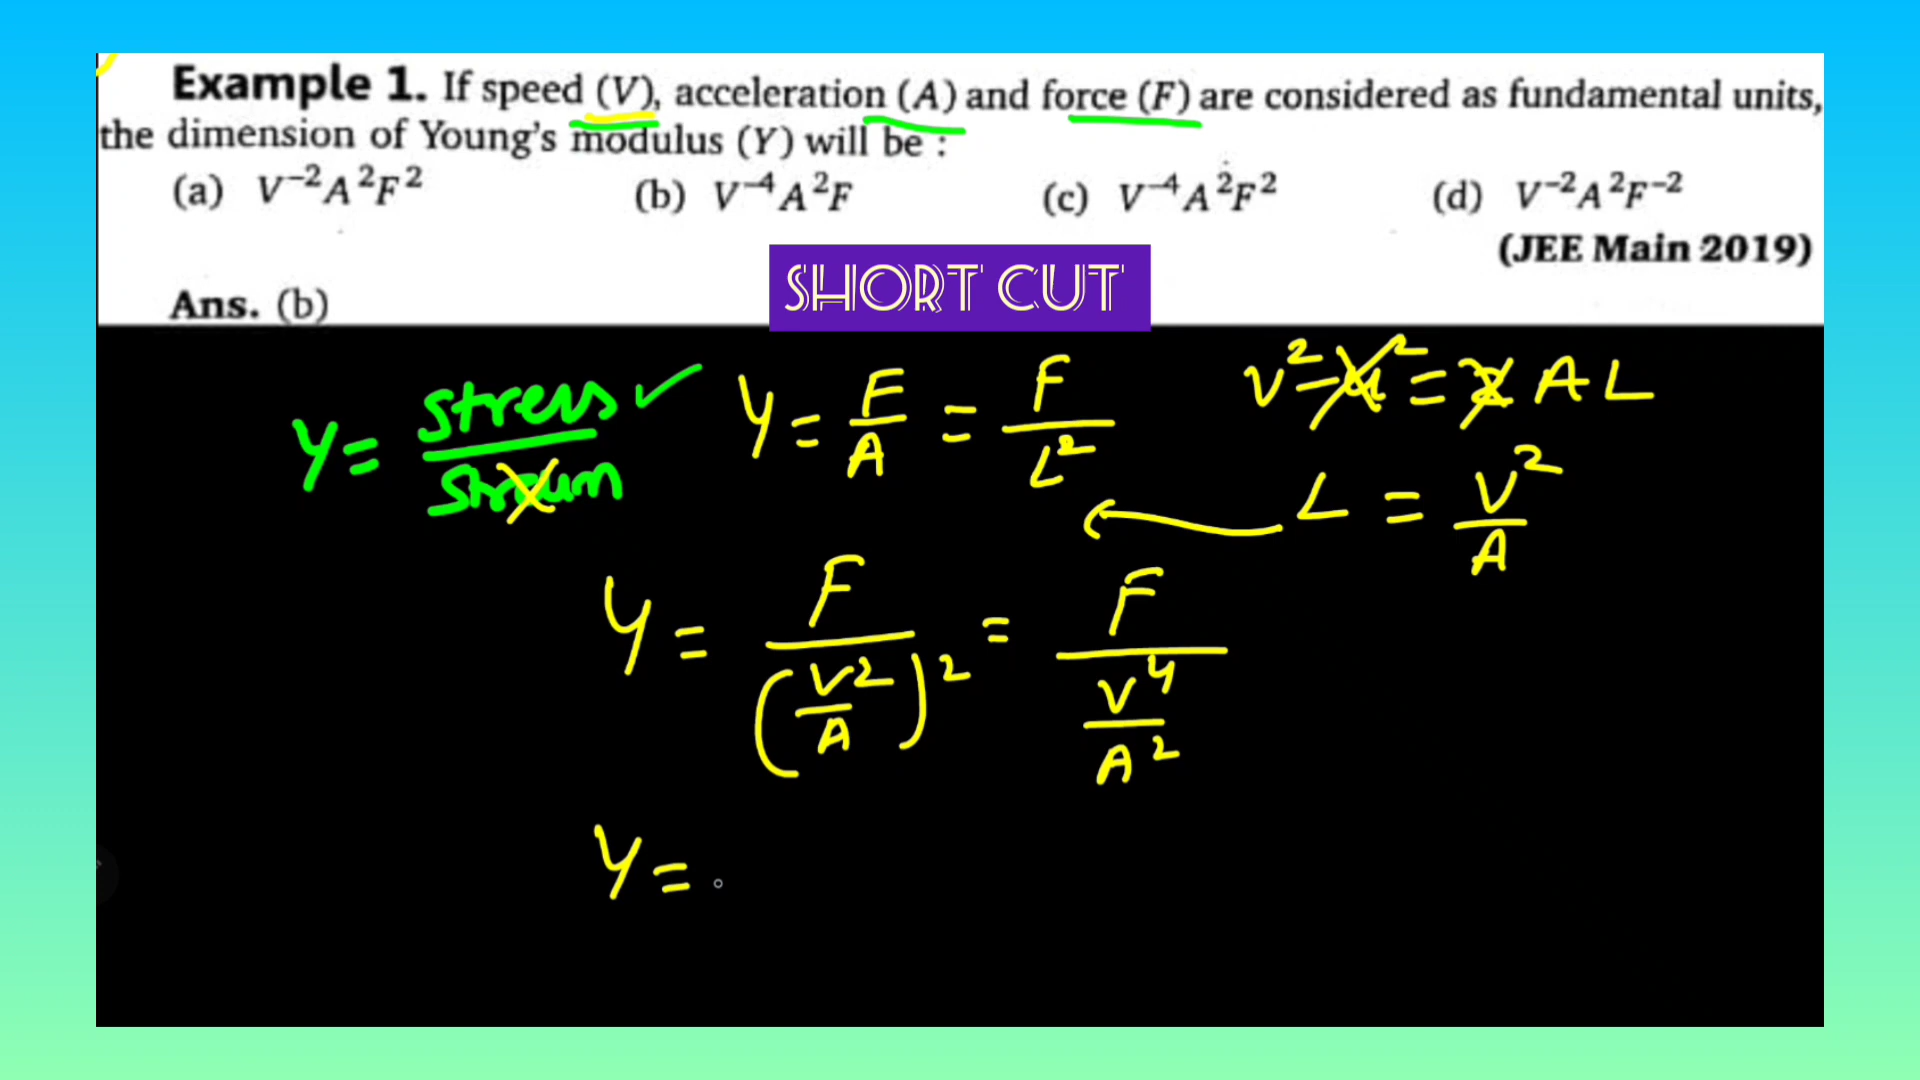 Example 1. If speed (V), acceleration (A) and force (F) are considered as fundamental units,
the dimension of Young's modulus (Y) will be :
(a) V⁻²A²F² (b) V⁻⁴A²F (c) V⁻⁴A²F² (d) V⁻²A²F⁻²
(JEE Main 2019)
SHORT CUT
Ans. (b)
Y = stress / strain ✓
Y = F/A = F/L²
v² - u² = 2 A L
L = V²/A
Y = F/(V²/A)² = F/(V⁴/A²)
Y =